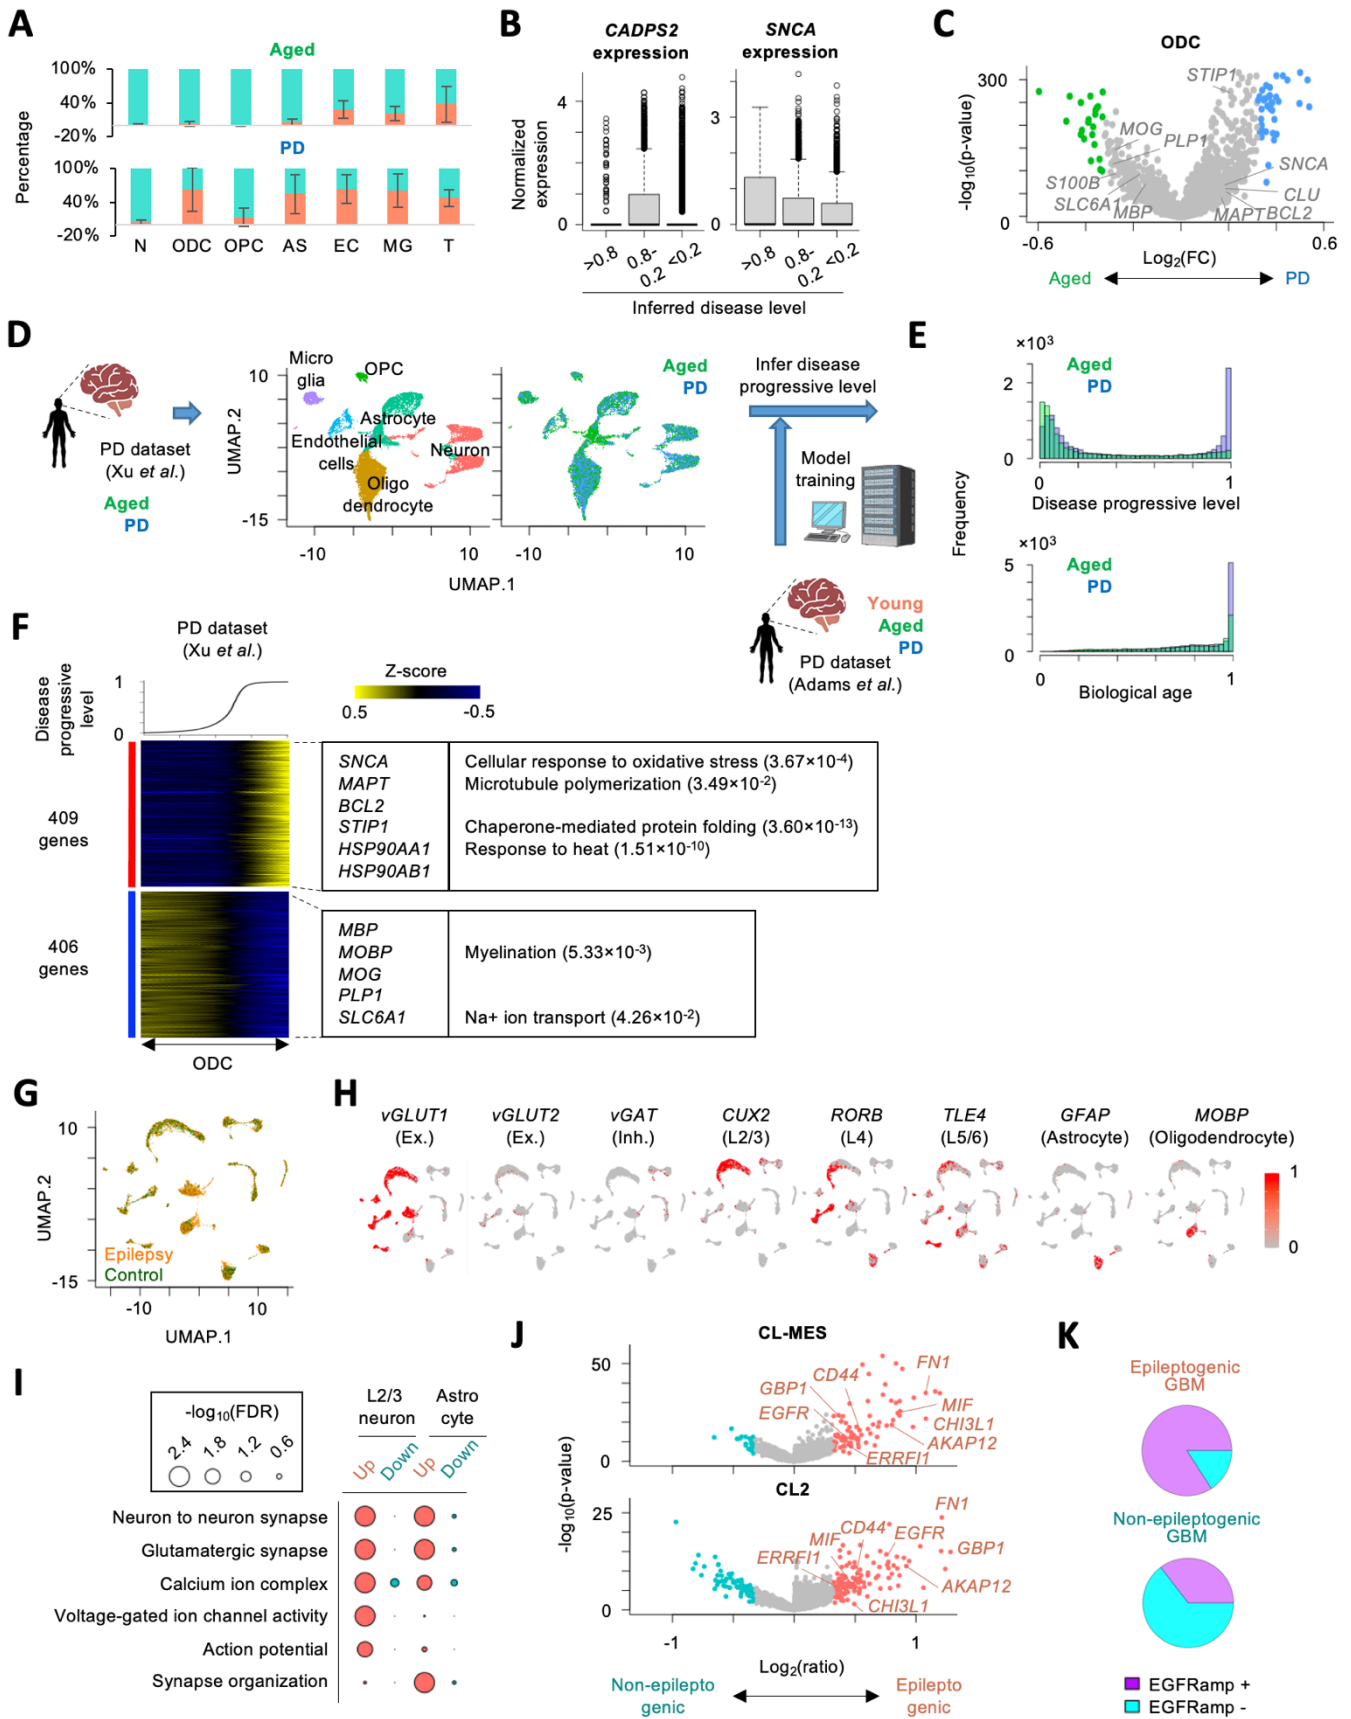 A
Aged
100%
40%
-20%
PD
100%
40%
-20%
Percentage
N ODC OPC AS EC MG T
B
CADPS2
expression
SNCA
expression
Normalized
expression
4
0
3
0
>0.8
0.8-
0.2
<0.2
>0.8
0.8-
0.2
<0.2
Inferred disease level
C
ODC
-log10(p-value)
300
0
STIP1
MOG
PLP1
S100B
SLC6A1
MBP
SNCA
CLU
MAPT
BCL2
-0.6
0.6
Log2(FC)
Aged
PD
D
PD dataset
(Xu et al.)
Aged
PD
UMAP.2
10
-15
Micro
glia
OPC
Astrocyte
Endothelial
cells
Neuron
Oligo
dendrocyte
Aged
PD
-10
10
-10
10
UMAP.1
Infer disease
progressive level
Model
training
Young
Aged
PD
PD dataset
(Adams et al.)
E
×10³
Aged
PD
2
0
0
1
Disease progressive level
Frequency
×10³
Aged
PD
5
0
0
1
Biological age
F
PD dataset
(Xu et al.)
Disease
progressive
level
1
0
Z-score
0.5
-0.5
409
genes
SNCA
Cellular response to oxidative stress (3.67×10-4)
MAPT
Microtubule polymerization (3.49×10-2)
BCL2
STIP1
Chaperone-mediated protein folding (3.60×10-13)
HSP90AA1
Response to heat (1.51×10-10)
HSP90AB1
406
genes
MBP
MOBP
Myelination (5.33×10-3)
MOG
PLP1
SLC6A1
Na+ ion transport (4.26×10-2)
ODC
G
UMAP.2
10
-15
Epilepsy
Control
-10
10
UMAP.1
H
vGLUT1
(Ex.)
vGLUT2
(Ex.)
vGAT
(Inh.)
CUX2
(L2/3)
RORB
(L4)
TLE4
(L5/6)
GFAP
(Astrocyte)
MOBP
(Oligodendrocyte)
1
0
I
-log10(FDR)
2.4
1.8
1.2
0.6
L2/3
neuron
Astro
cyte
Up
Down
Up
Down
Neuron to neuron synapse
Glutamatergic synapse
Calcium ion complex
Voltage-gated ion channel activity
Action potential
Synapse organization
J
CL-MES
50
0
FN1
CD44
GBP1
EGFR
MIF
CHI3L1
AKAP12
ERRFI1
-log10(p-value)
CL2
25
0
FN1
CD44
MIF
EGFR
ERRFI1
GBP1
AKAP12
CHI3L1
-1
1
Log2(ratio)
Non-epilepto
genic
Epilepto
genic
K
Epileptogenic
GBM
Non-epileptogenic
GBM
EGFRamp +
EGFRamp -